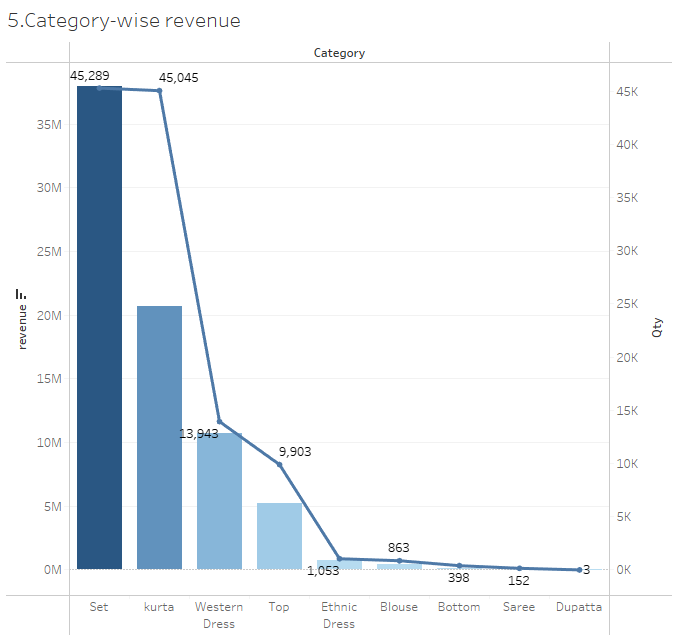 5.Category-wise revenue
Category
45,289
45,045
13,943
9,903
1,053
863
398
152
3
35M
30M
25M
20M
15M
10M
5M
0M
revenue
45K
40K
35K
30K
25K
20K
15K
10K
5K
0K
Qty
Set
kurta
Western
Dress
Top
Ethnic
Dress
Blouse
Bottom
Saree
Dupatta